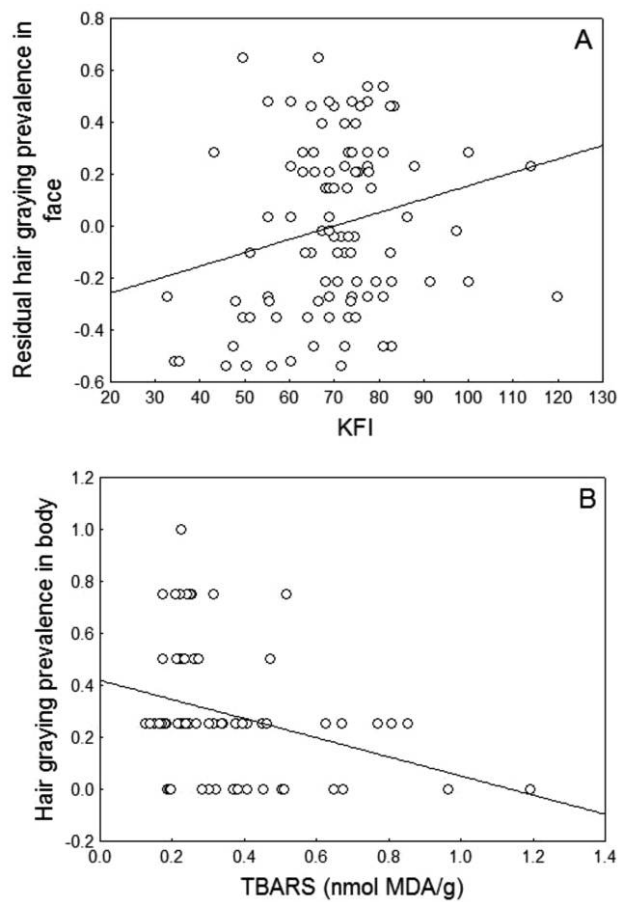 A
Residual hair graying prevalence in
face
0.8
0.6
0.4
0.2
0.0
-0.2
-0.4
-0.6
20 30 40 50 60 70 80 90 100 110 120 130
KFI
B
Hair graying prevalence in body
1.2
1.0
0.8
0.6
0.4
0.2
0.0
-0.2
0.0 0.2 0.4 0.6 0.8 1.0 1.2 1.4
TBARS (nmol MDA/g)